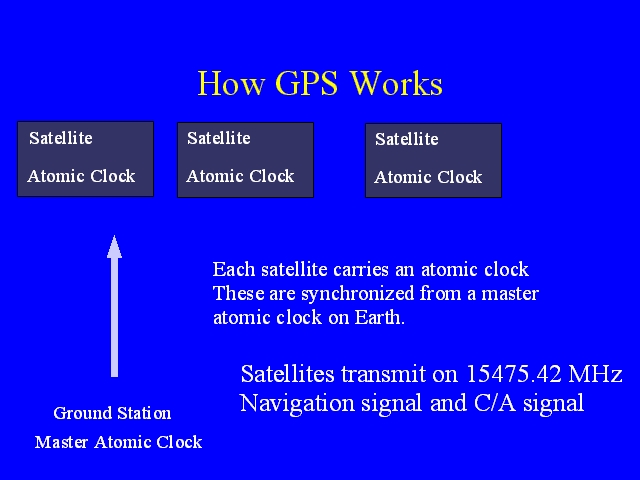 How GPS Works
Satellite
Atomic Clock
Satellite
Atomic Clock
Satellite
Atomic Clock
Each satellite carries an atomic clock
These are synchronized from a master
atomic clock on Earth.
Satellites transmit on 15475.42 MHz
Navigation signal and C/A signal
Ground Station
Master Atomic Clock